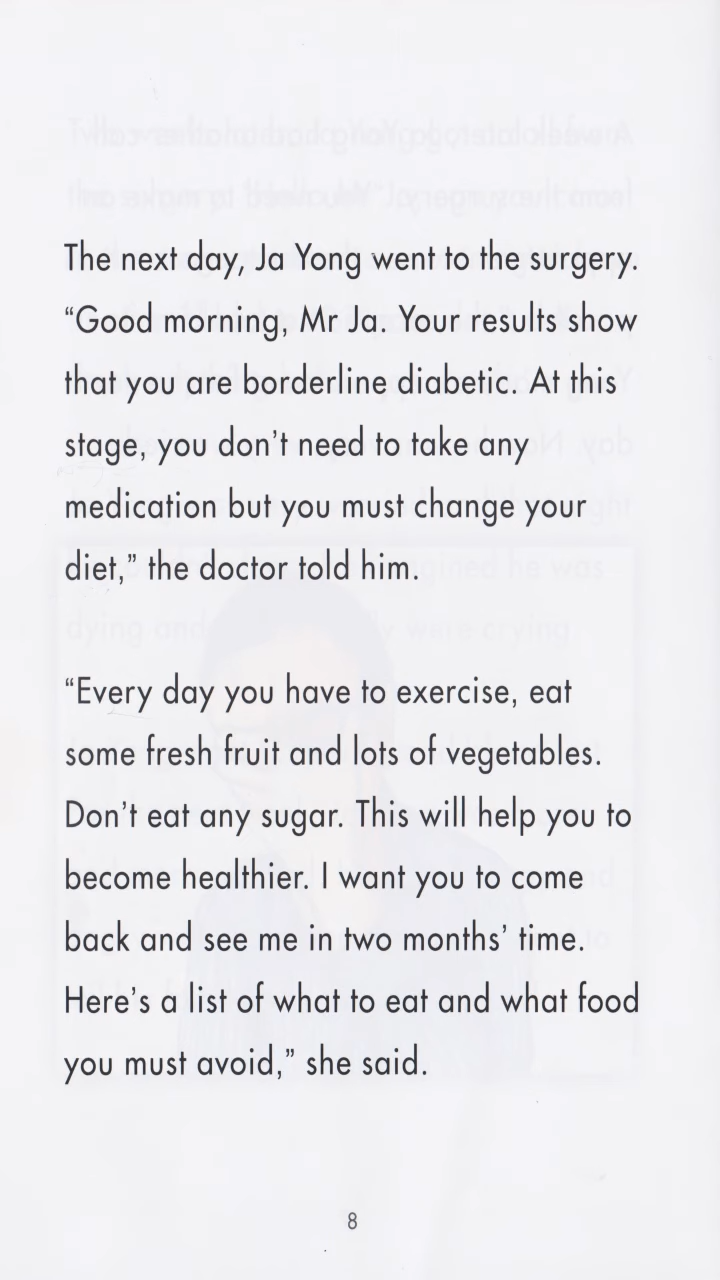 The next day, Ja Yong went to the surgery.
“Good morning, Mr Ja. Your results show
that you are borderline diabetic. At this
stage, you don’t need to take any
medication but you must change your
diet,” the doctor told him.
“Every day you have to exercise, eat
some fresh fruit and lots of vegetables.
Don’t eat any sugar. This will help you to
become healthier. I want you to come
back and see me in two months’ time.
Here’s a list of what to eat and what food
you must avoid,” she said.
8